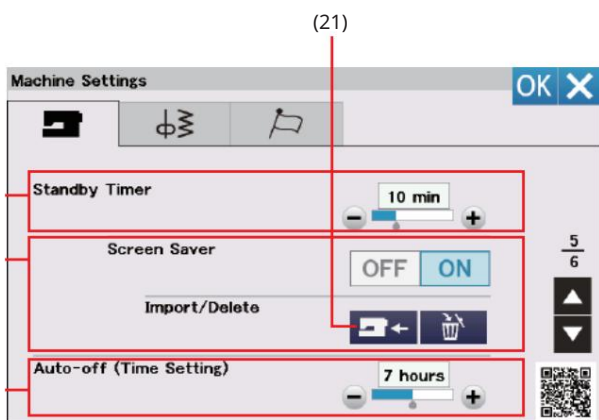 (21)
Machine Settings OK
Standby Timer 10 min
Screen Saver OFF ON
5
6
Import/Delete
Auto-off (Time Setting) 7 hours